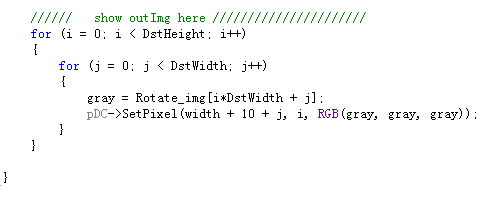 //////   show outImg here //////////////////////
for (i = 0; i < DstHeight; i++)
{
for (j = 0; j < DstWidth; j++)
{
gray = Rotate_img[i*DstWidth + j];
pDC->SetPixel(width + 10 + j, i, RGB(gray, gray, gray));
}
}
}